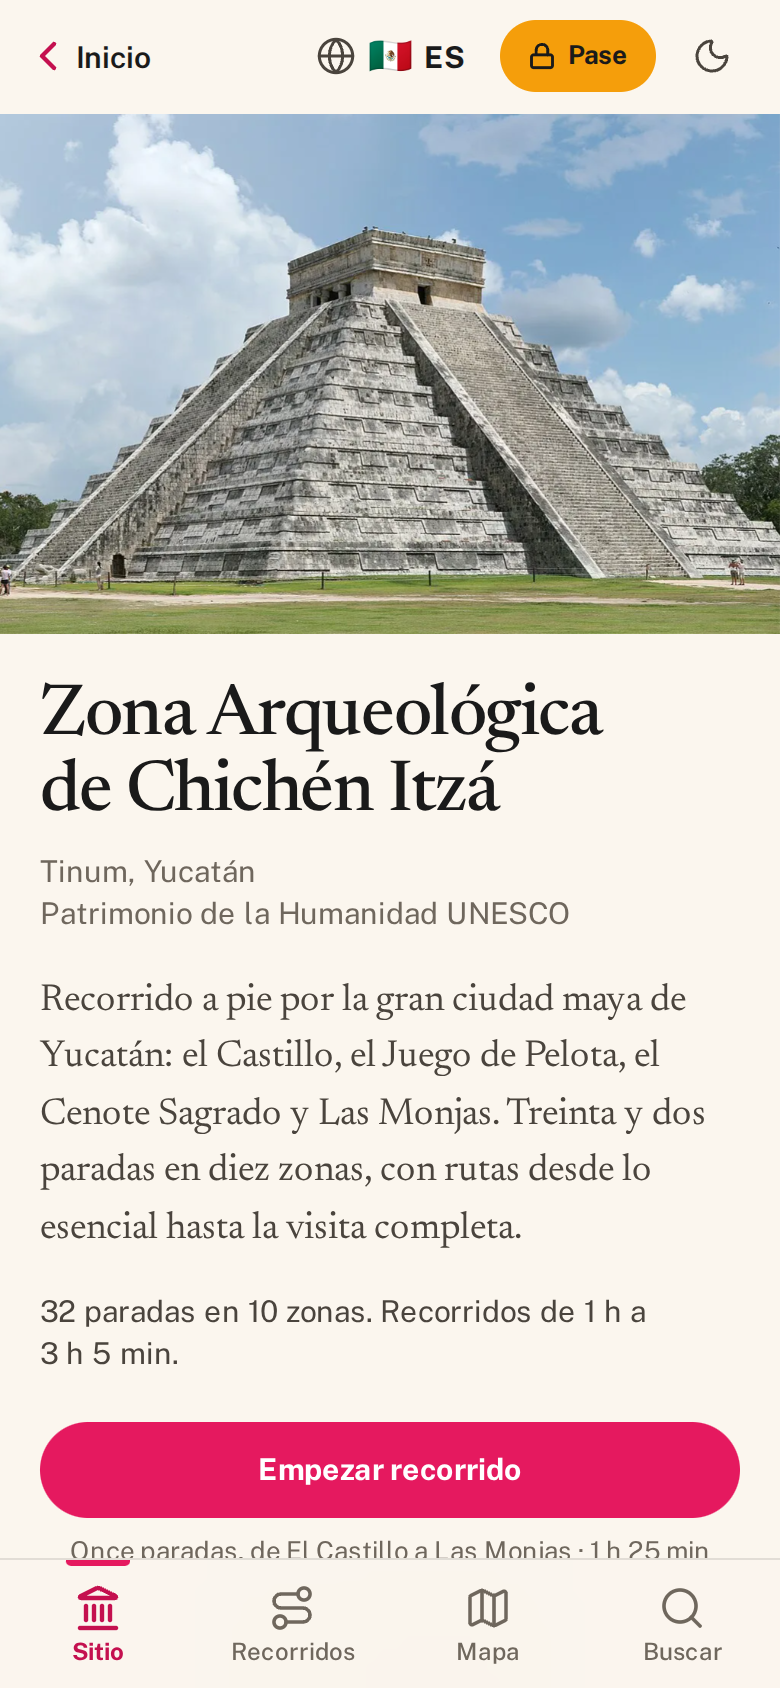 Inicio
ES
Pase
Zona Arqueológica
de Chichén Itzá
Tinum, Yucatán
Patrimonio de la Humanidad UNESCO
Recorrido a pie por la gran ciudad maya de
Yucatán: el Castillo, el Juego de Pelota, el
Cenote Sagrado y Las Monjas. Treinta y dos
paradas en diez zonas, con rutas desde lo
esencial hasta la visita completa.
32 paradas en 10 zonas. Recorridos de 1 h a
3 h 5 min.
Empezar recorrido
Once paradas, de El Castillo a Las Monjas · 1 h 25 min
Sitio
Recorridos
Mapa
Buscar